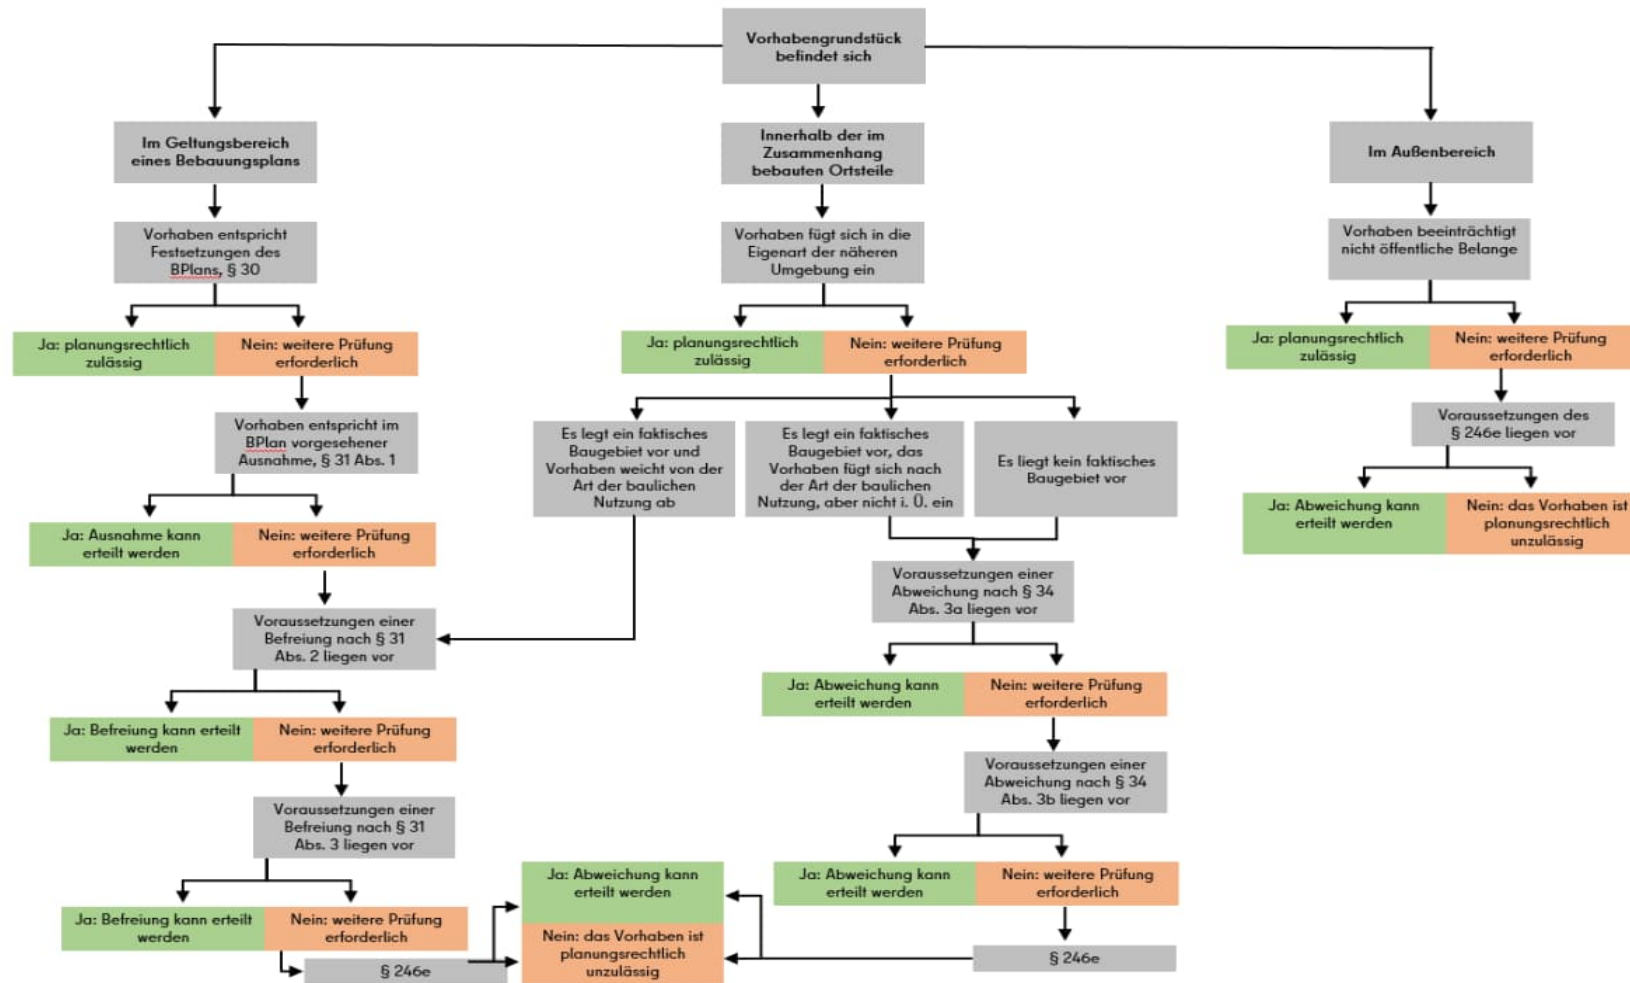 Vorhabengrundstück
befindet sich
Im Geltungsbereich
eines Bebauungsplans
Innerhalb der im
Zusammenhang
bebauten Ortsteile
Im Außenbereich
Vorhaben entspricht
Festsetzungen des
BPlans, § 30
Vorhaben fügt sich in die
Eigenart der näheren
Umgebung ein
Vorhaben beeinträchtigt
nicht öffentliche Belange
Ja: planungsrechtlich
zulässig
Nein: weitere Prüfung
erforderlich
Ja: planungsrechtlich
zulässig
Nein: weitere Prüfung
erforderlich
Ja: planungsrechtlich
zulässig
Nein: weitere Prüfung
erforderlich
Vorhaben entspricht im
BPlan vorgesehener
Ausnahme, § 31 Abs. 1
Es legt ein faktisches
Baugebiet vor und
Vorhaben weicht von der
Art der baulichen
Nutzung ab
Es legt ein faktisches
Baugebiet vor, das
Vorhaben fügt sich nach
der Art der baulichen
Nutzung, aber nicht i. Ü. ein
Es liegt kein faktisches
Baugebiet vor
Voraussetzungen des
§ 246e liegen vor
Ja: Abweichung kann
erteilt werden
Nein: das Vorhaben ist
planungsrechtlich
unzulässig
Ja: Ausnahme kann
erteilt werden
Nein: weitere Prüfung
erforderlich
Voraussetzungen einer
Abweichung nach § 34
Abs. 3a liegen vor
Voraussetzungen einer
Befreiung nach § 31
Abs. 2 liegen vor
Ja: Abweichung kann
erteilt werden
Nein: weitere Prüfung
erforderlich
Ja: Befreiung kann erteilt
werden
Nein: weitere Prüfung
erforderlich
Voraussetzungen einer
Abweichung nach § 34
Abs. 3b liegen vor
Voraussetzungen einer
Befreiung nach § 31
Abs. 3 liegen vor
Ja: Abweichung kann
erteilt werden
Nein: das Vorhaben ist
planungsrechtlich
unzulässig
Ja: Abweichung kann
erteilt werden
Nein: weitere Prüfung
erforderlich
Ja: Befreiung kann erteilt
werden
Nein: weitere Prüfung
erforderlich
§ 246e
§ 246e